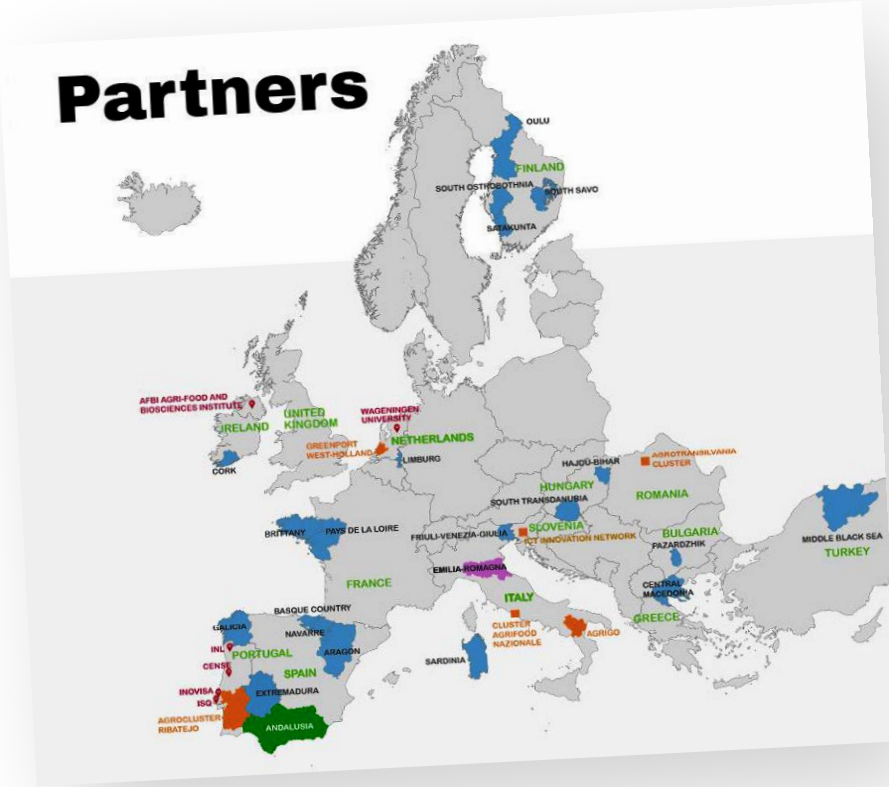 Partners
OULU
FINLAND
SOUTH OSTROBOTHNIA
SOUTH SAVO
SATAKUNTA
AFBI AGRI-FOOD AND
BIOSCIENCES INSTITUTE
IRELAND
UNITED
KINGDOM
CORK
WAGENINGEN
UNIVERSITY
NETHERLANDS
GREENPORT
WEST-HOLLAND
LIMBURG
HAJDÚ-BIHAR
AGROTRANSILVANIA
CLUSTER
HUNGARY
ROMANIA
SOUTH TRANSDANUBIA
BRITTANY
PAYS DE LA LOIRE
FRIULI-VENEZIA-GIULIA
SLOVENIA
ICT INNOVATION NETWORK
BULGARIA
PAZARDZHIK
MIDDLE BLACK SEA
TURKEY
EMILIA-ROMAGNA
FRANCE
CENTRAL
MACEDONIA
ITALY
GREECE
BASQUE COUNTRY
GALICIA
NAVARRE
CLUSTER
AGRIFOOD
NAZIONALE
AGRIGO
INL
PORTUGAL
ARAGON
SARDINIA
CENSE
SPAIN
INOVISA
EXTREMADURA
ISQ
AGROCLUSTER
RIBATEJO
ANDALUSIA